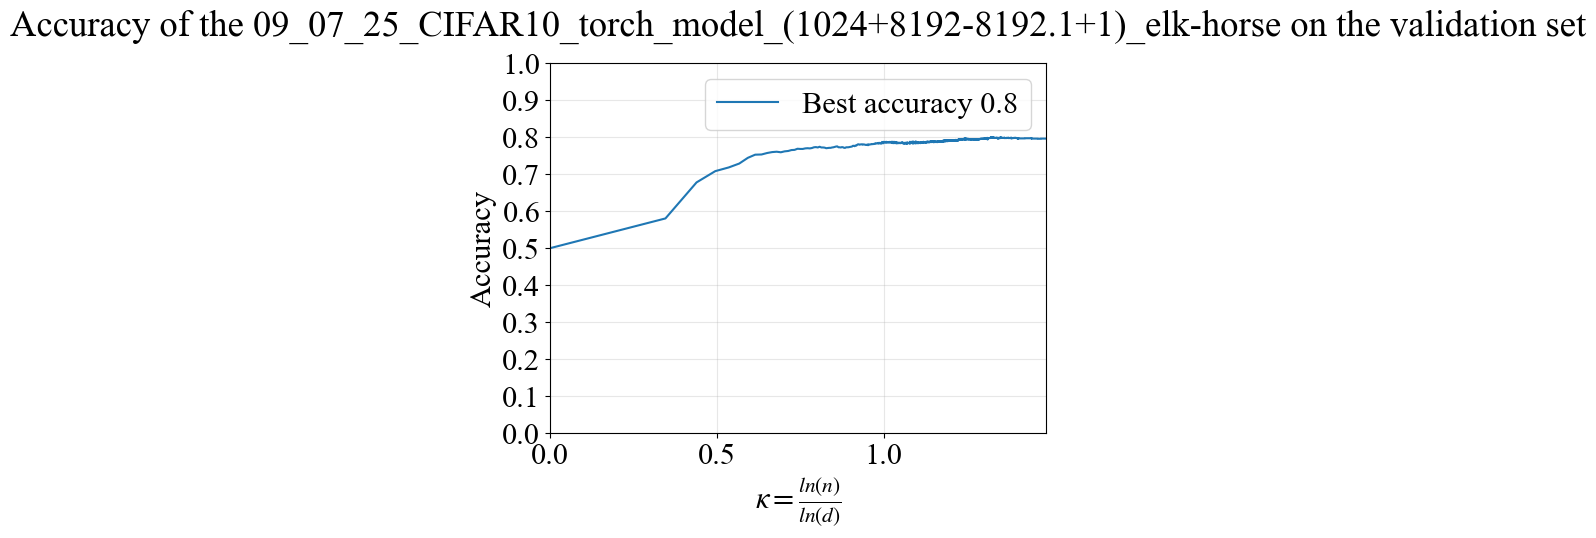 Accuracy of the 09_07_25_CIFAR10_torch_model_(1024+8192-8192.1+1)_elk-horse on the validation set
1.0
0.9
0.8
0.7
0.6
0.5
0.4
0.3
0.2
0.1
0.0
Accuracy
Best accuracy 0.8
0.0 0.5 1.0
κ = ln(n)/ln(d)